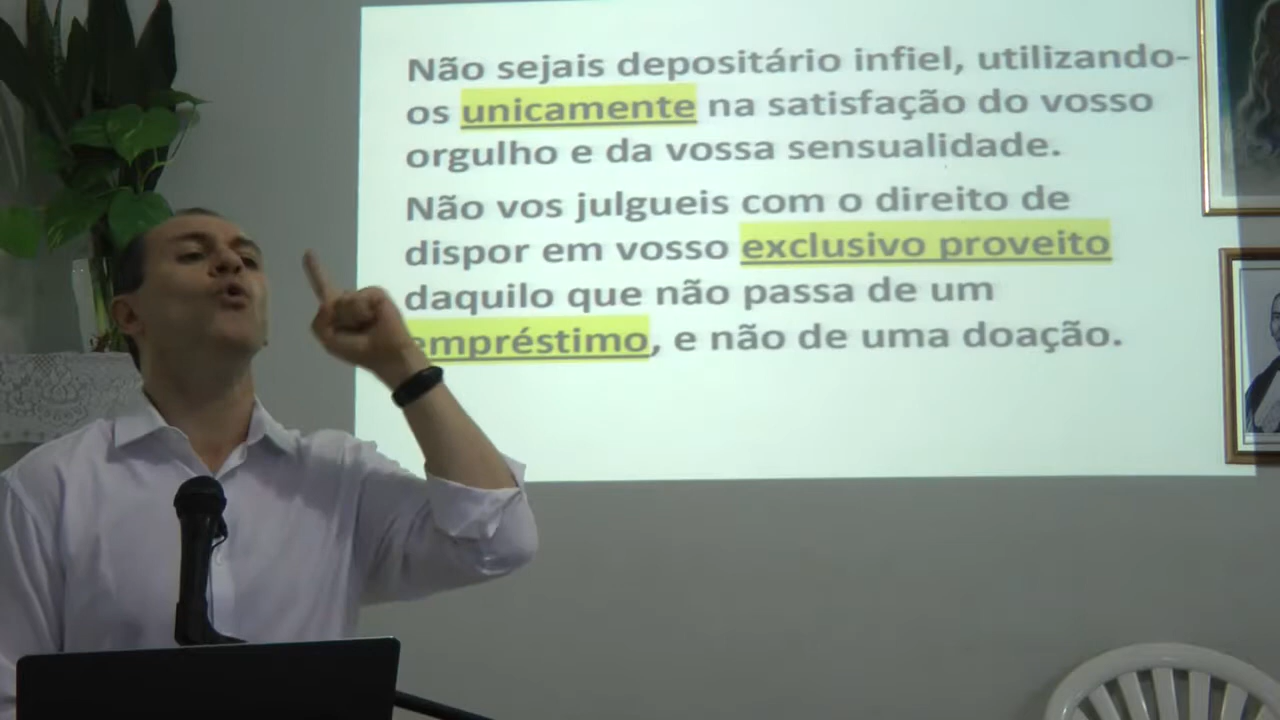 Não sejais depositário infiel, utilizando-
os unicamente na satisfação do vosso
orgulho e da vossa sensualidade.
Não vos julgueis com o direito de
dispor em vosso exclusivo proveito
daquilo que não passa de um
empréstimo, e não de uma doação.